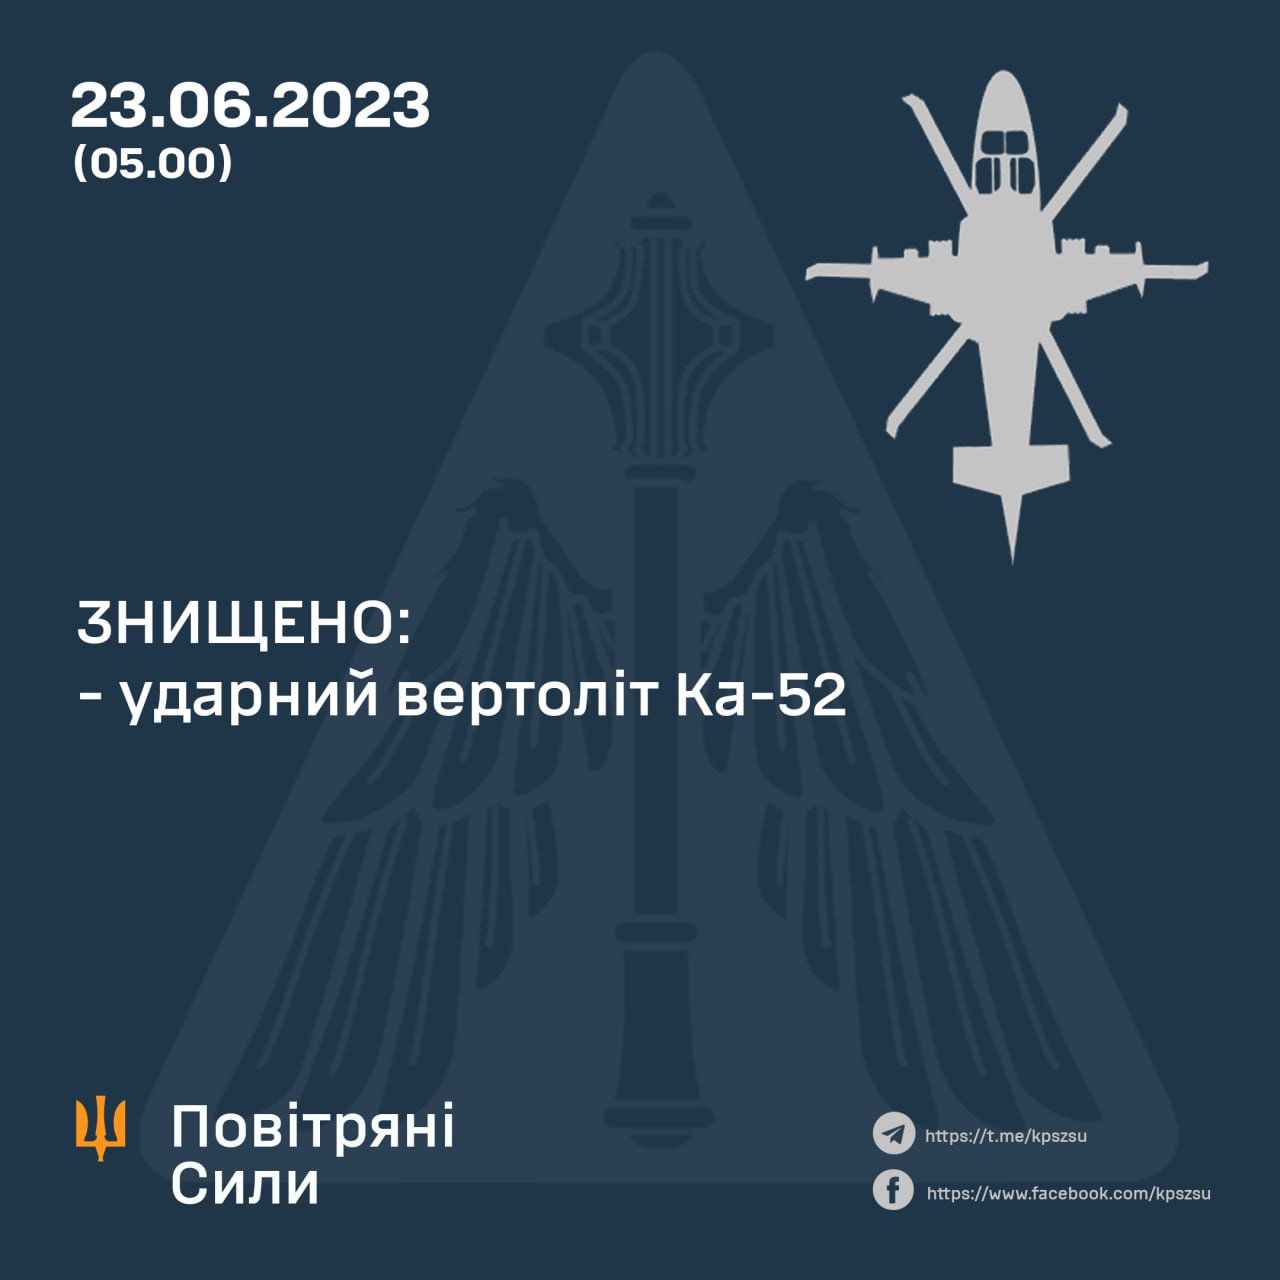 23.06.2023
(05.00)
ЗНИЩЕНО:
- ударний вертоліт Ка-52
Повітряні
Сили
https://t.me/kpszsu
https://www.facebook.com/kpszsu